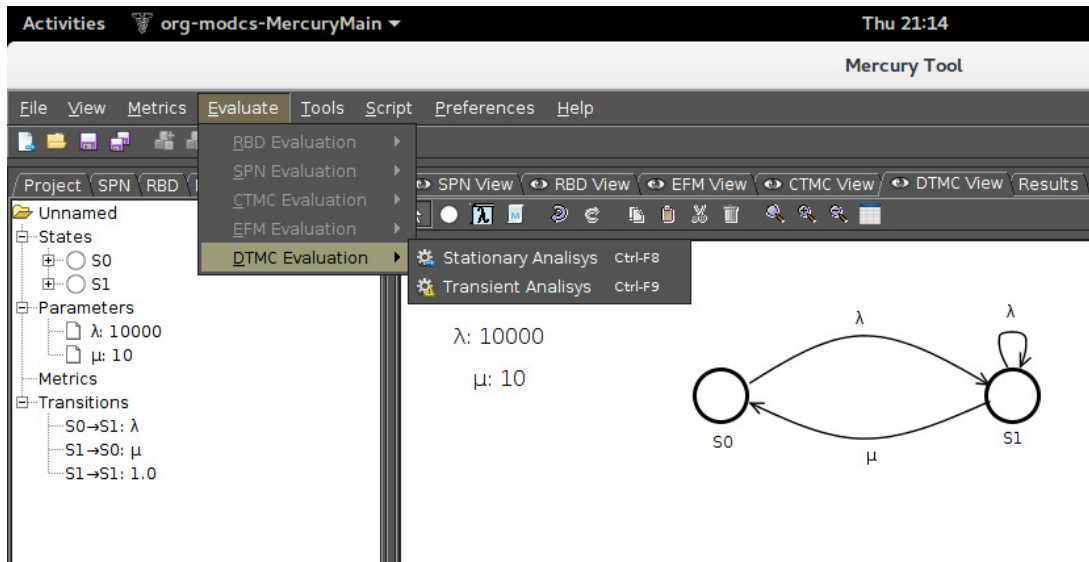 Activities org-modcs-MercuryMain Thu 21:14
Mercury Tool
File View Metrics Evaluate Tools Script Preferences Help
RBD Evaluation
SPN Evaluation
CTMC Evaluation
EFM Evaluation
DTMC Evaluation
Stationary Analisys Ctrl-F8
Transient Analisys Ctrl-F9
Project SPN RBD
SPN View RBD View EFM View CTMC View DTMC View Results
Unnamed
States
S0
S1
Parameters
λ: 10000
μ: 10
Metrics
Transitions
S0→S1: λ
S1→S0: μ
S1→S1: 1.0
λ: 10000
μ: 10
λ
λ
S0
S1
μ